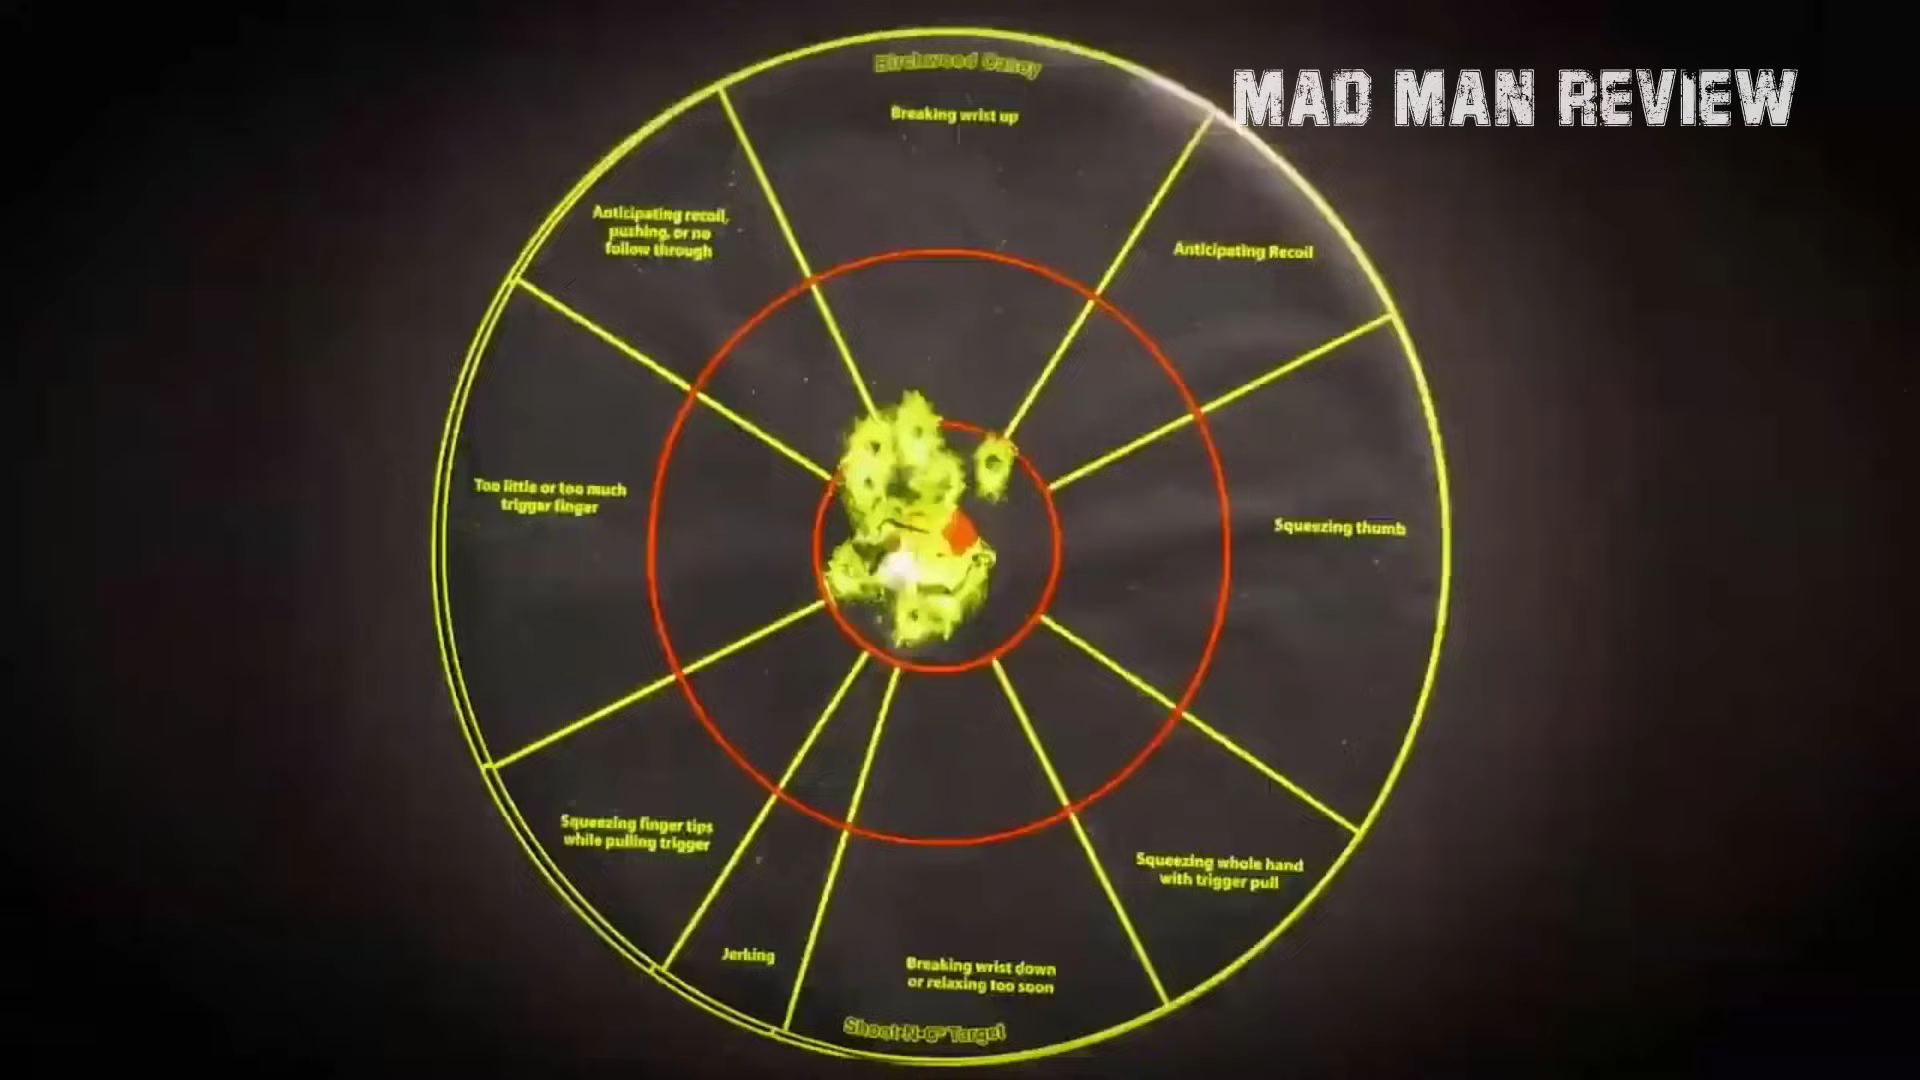 Birchwood Casey
MAD MAN REVIEW
Breaking wrist up
Anticipating recoil,
pushing, or no
follow through
Anticipating Recoil
Too little or too much
trigger finger
Squeezing thumb
Squeezing finger tips
while pulling trigger
Squeezing whole hand
with trigger pull
Jerking
Breaking wrist down
or relaxing too soon
Shoot•N•C® Target